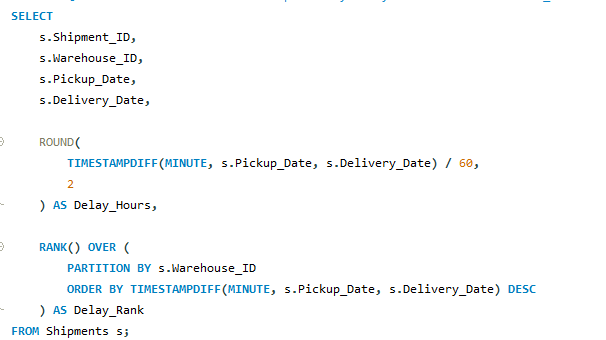 SELECT
    s.Shipment_ID,
    s.Warehouse_ID,
    s.Pickup_Date,
    s.Delivery_Date,
    ROUND(
        TIMESTAMPDIFF(MINUTE, s.Pickup_Date, s.Delivery_Date) / 60,
        2
    ) AS Delay_Hours,
    RANK() OVER (
        PARTITION BY s.Warehouse_ID
        ORDER BY TIMESTAMPDIFF(MINUTE, s.Pickup_Date, s.Delivery_Date) DESC
    ) AS Delay_Rank
FROM Shipments s;